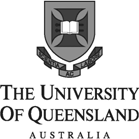 THE UNIVERSITY
OF QUEENSLAND
AUSTRALIA